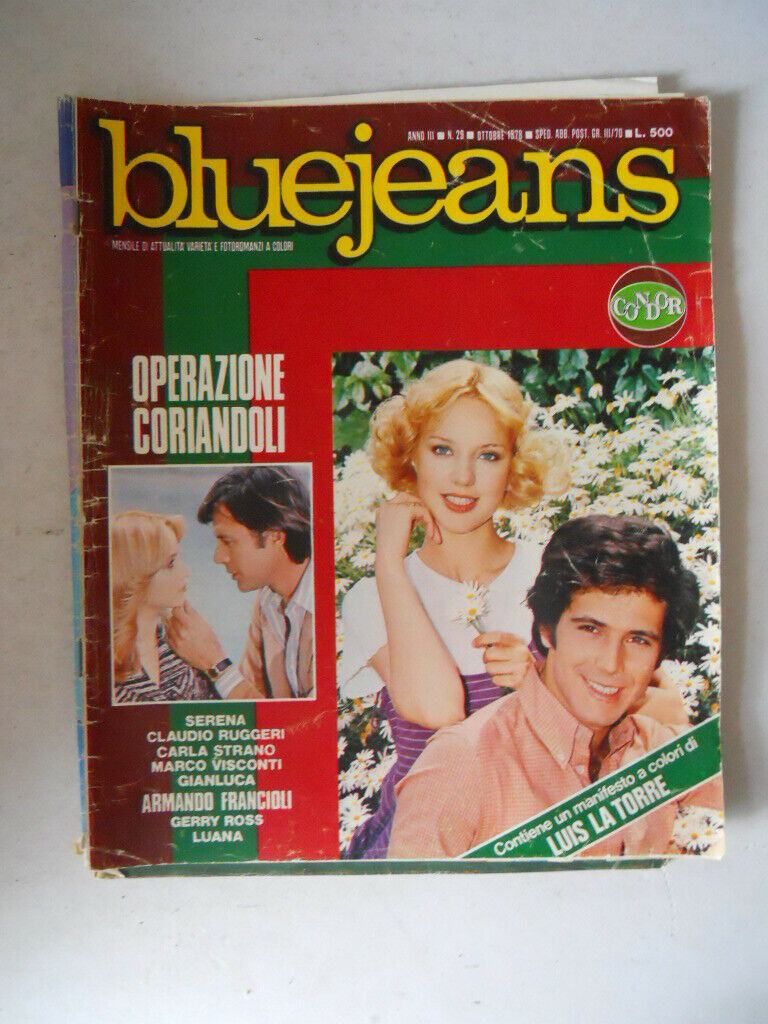 ANNO III ■ N. 29 ■ OTTOBRE 1978 ■ SPED. ABB. POST. GR. III/70 ■ L. 500
bluejeans
MENSILE DI ATTUALITA' VARIETA' E FOTOROMANZI A COLORI
CONDOR
OPERAZIONE
CORIANDOLI
SERENA
CLAUDIO RUGGERI
CARLA STRANO
MARCO VISCONTI
GIANLUCA
ARMANDO FRANCIOLI
GERRY ROSS
LUANA
Contiene un manifesto a colori di
LUIS LA TORRE